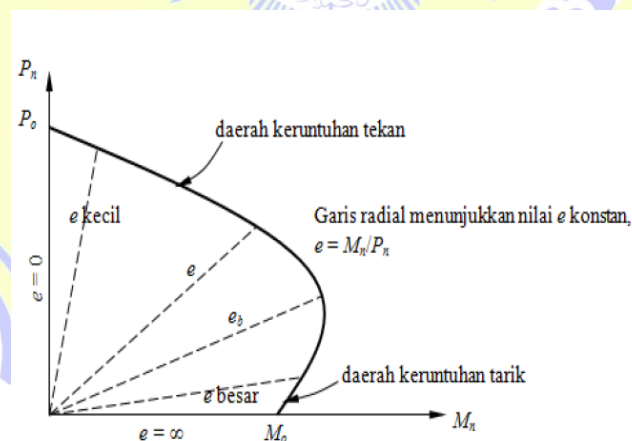 Pn
Po
daerah keruntuhan tekan
e kecil
Garis radial menunjukkan nilai e konstan,
e = Mn/Pn
e = 0
e
eb
daerah keruntuhan tarik
e besar
e = ∞
Mo
Mn